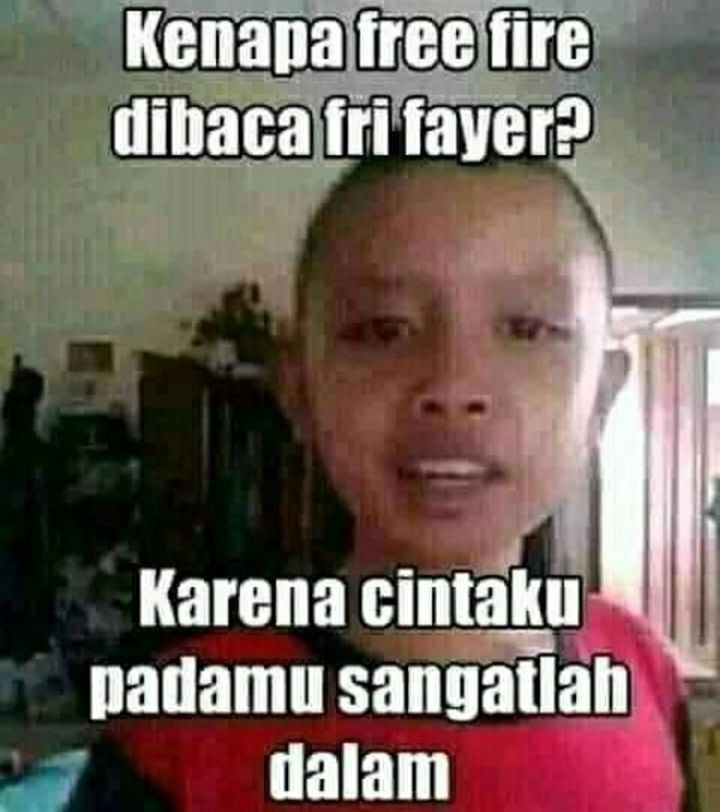 Kenapa free fire
dibaca fri fayer?
Karena cintaku
padamu sangatlah
dalam